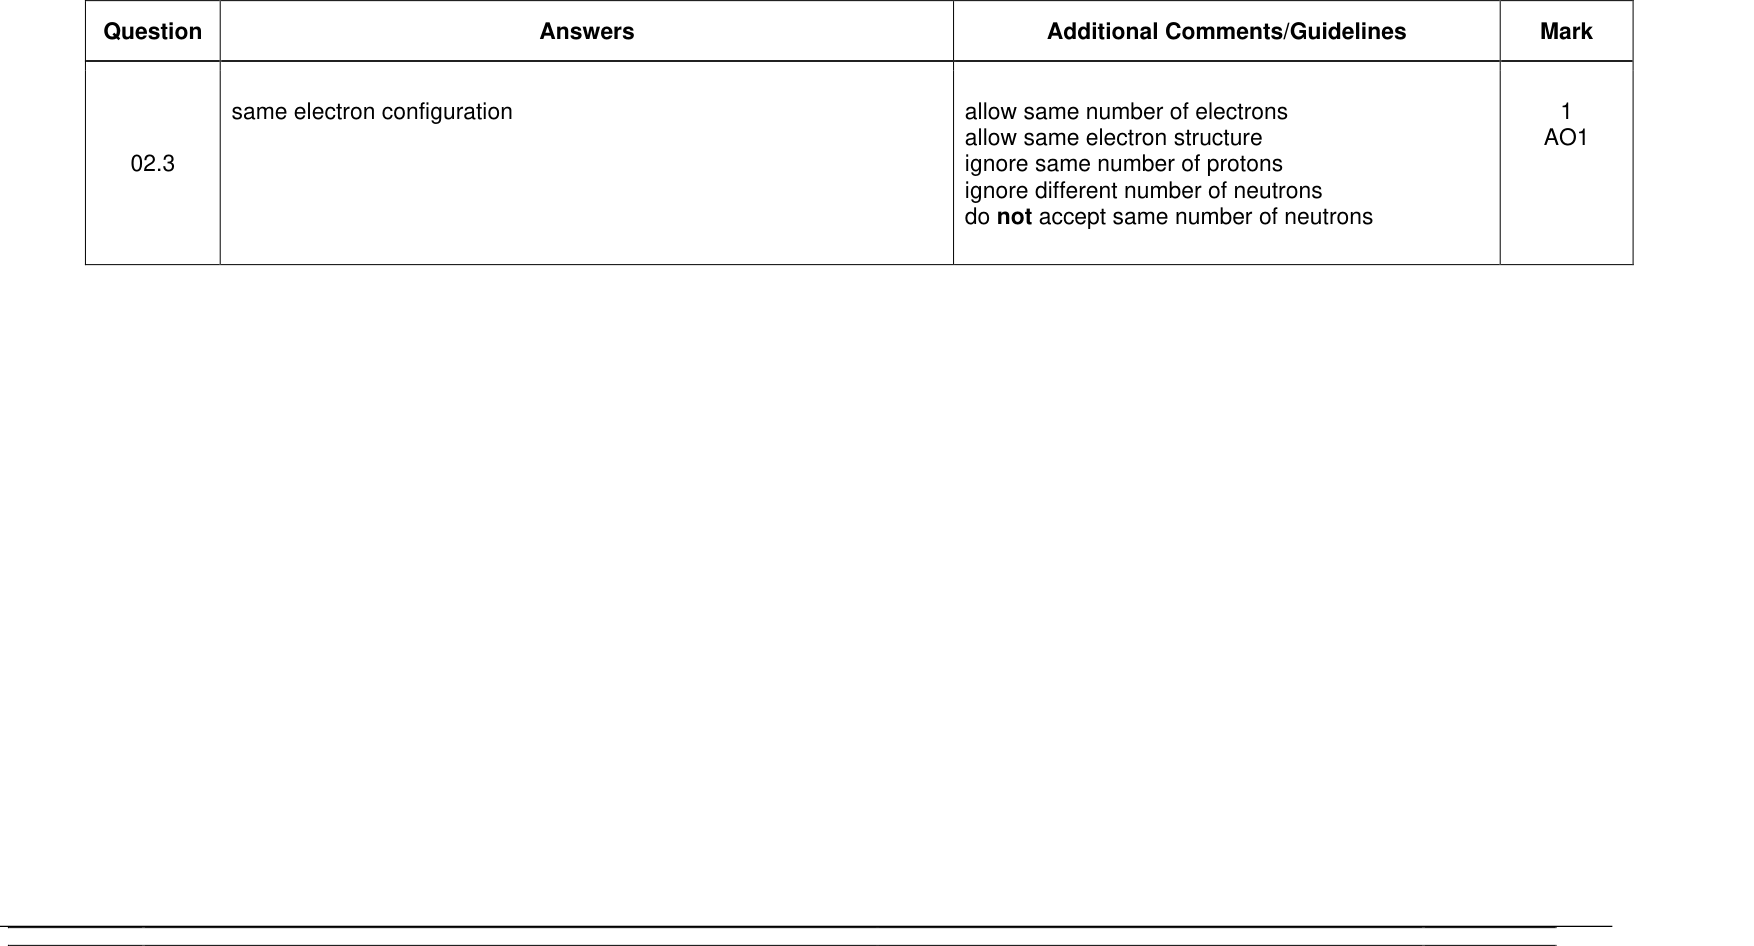 Question Answers Additional Comments/Guidelines Mark
same electron configuration allow same number of electrons 1
allow same electron structure AO1
02.3 ignore same number of protons
ignore different number of neutrons
do not accept same number of neutrons